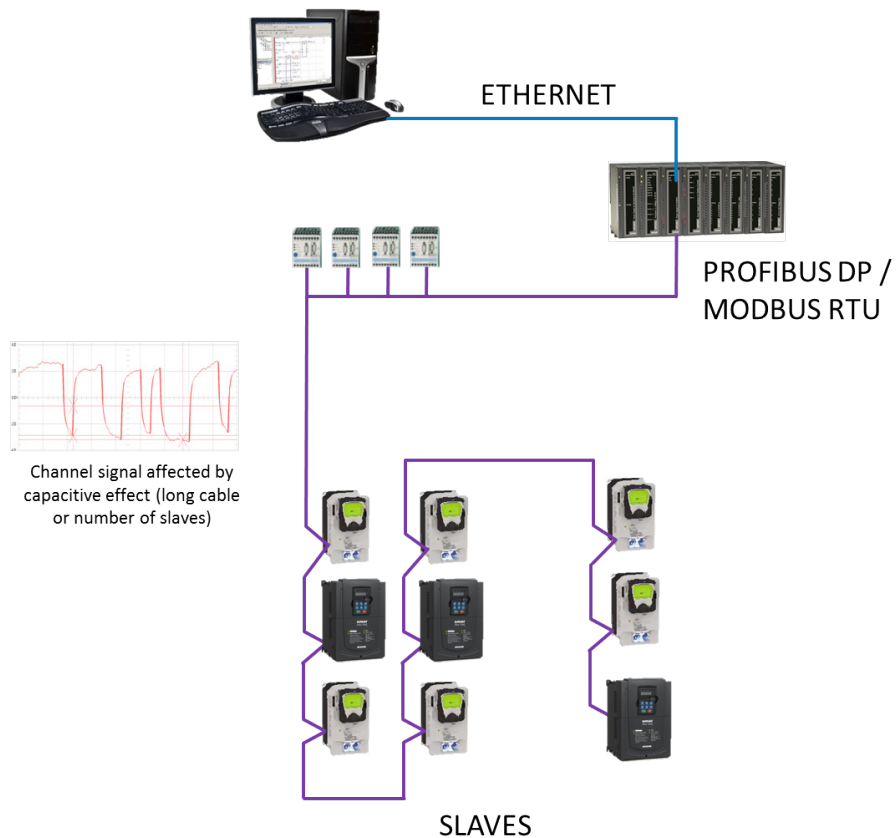 ETHERNET
PROFIBUS DP /
MODBUS RTU
Channel signal affected by
capacitive effect (long cable
or number of slaves)
SLAVES